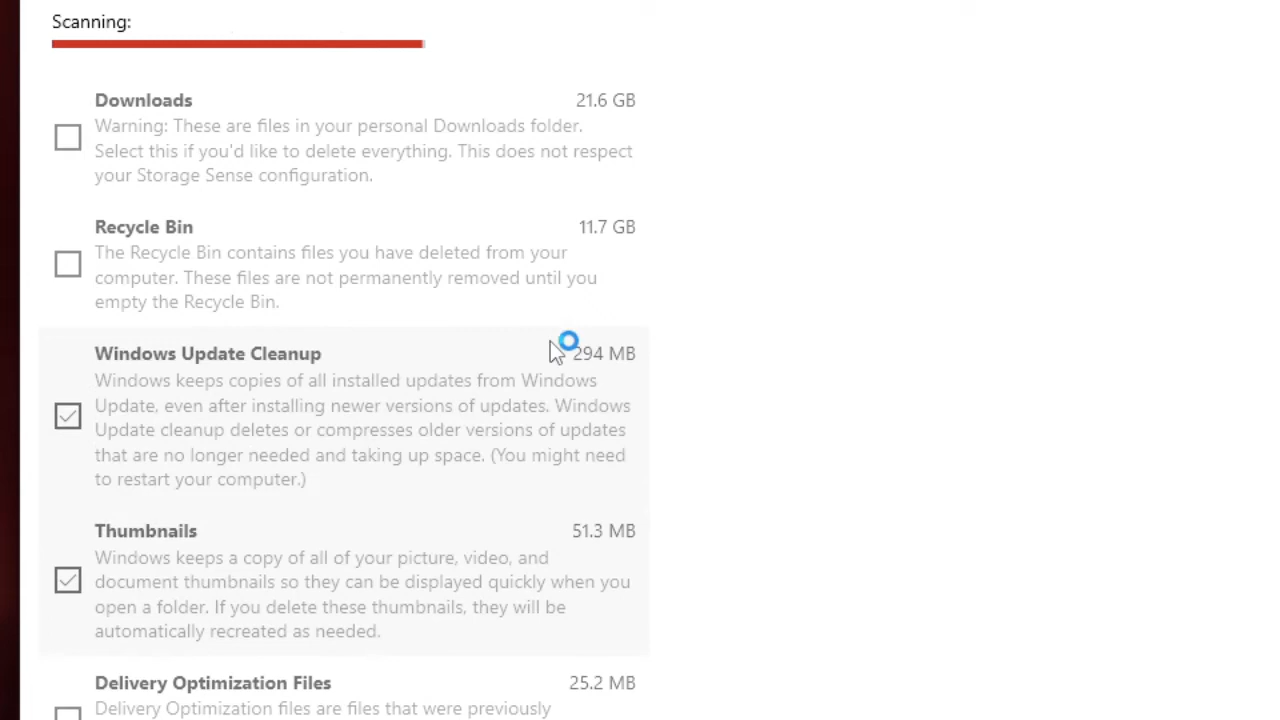 Scanning:
Downloads 21.6 GB
Warning: These are files in your personal Downloads folder.
Select this if you'd like to delete everything. This does not respect
your Storage Sense configuration.
Recycle Bin 11.7 GB
The Recycle Bin contains files you have deleted from your
computer. These files are not permanently removed until you
empty the Recycle Bin.
Windows Update Cleanup 294 MB
Windows keeps copies of all installed updates from Windows
Update, even after installing newer versions of updates. Windows
Update cleanup deletes or compresses older versions of updates
that are no longer needed and taking up space. (You might need
to restart your computer.)
Thumbnails 51.3 MB
Windows keeps a copy of all of your picture, video, and
document thumbnails so they can be displayed quickly when you
open a folder. If you delete these thumbnails, they will be
automatically recreated as needed.
Delivery Optimization Files 25.2 MB
Delivery Optimization files are files that were previously